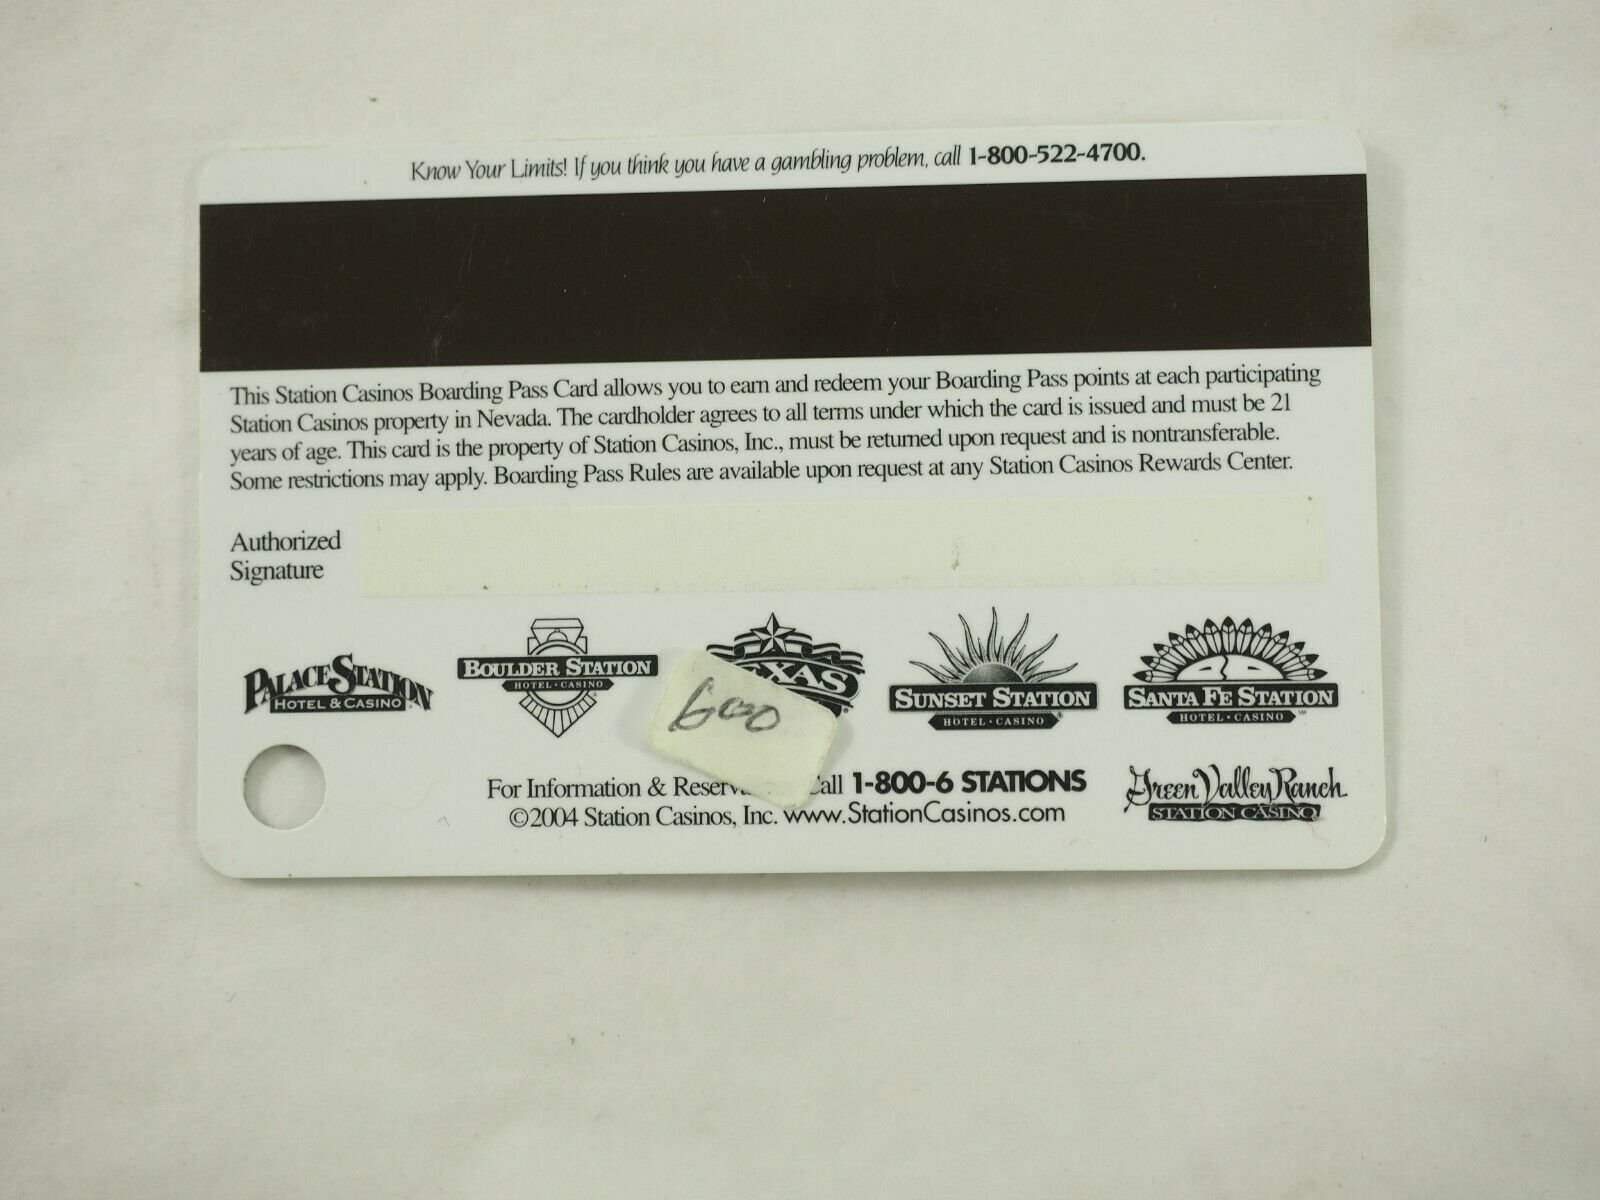 Know Your Limits! If you think you have a gambling problem, call 1-800-522-4700.
This Station Casinos Boarding Pass Card allows you to earn and redeem your Boarding Pass points at each participating
Station Casinos property in Nevada. The cardholder agrees to all terms under which the card is issued and must be 21
years of age. This card is the property of Station Casinos, Inc., must be returned upon request and is nontransferable.
Some restrictions may apply. Boarding Pass Rules are available upon request at any Station Casinos Rewards Center.
Authorized
Signature
PALACE STATION
HOTEL & CASINO
BOULDER STATION
HOTEL · CASINO
600
SUNSET STATION
HOTEL · CASINO
SANTA FE STATION
HOTEL · CASINO
For Information & 1-800-6 STATIONS
©2004 Station Casinos, Inc. www.StationCasinos.com
Green Valley Ranch
STATION CASINO